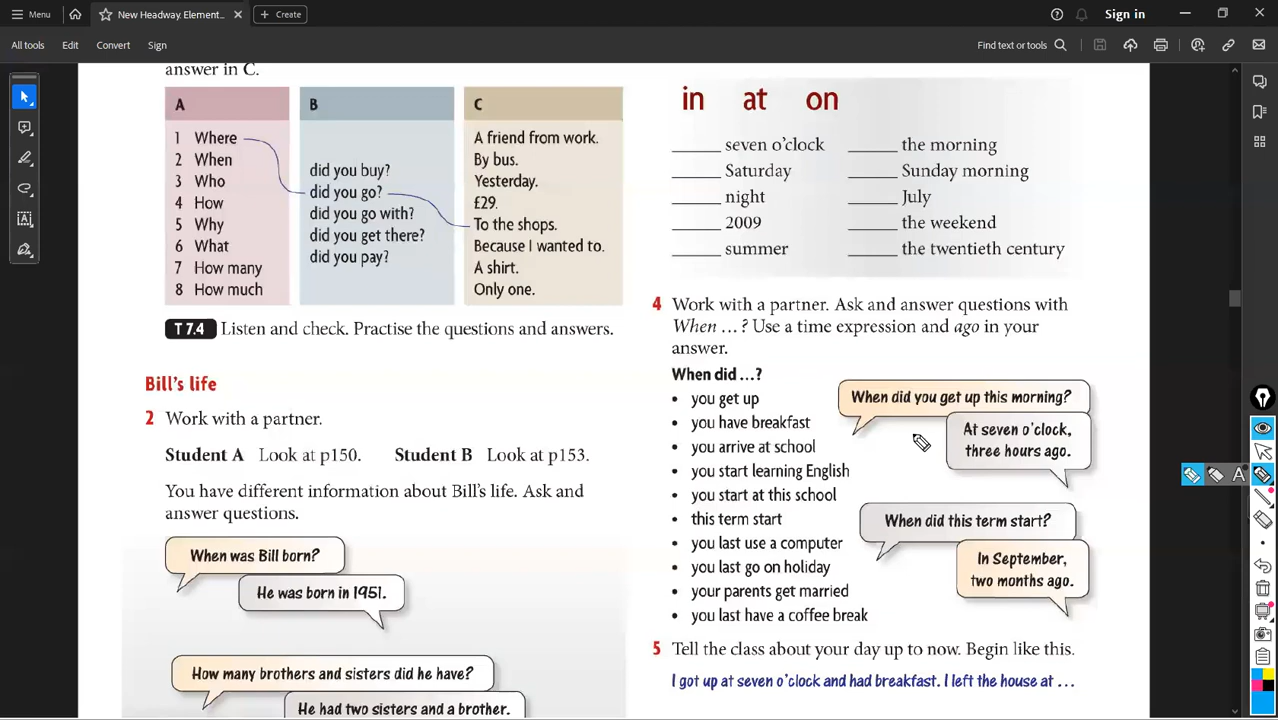 Menu
New Headway. Element...
Create
Sign in
All tools
Edit
Convert
Sign
Find text or tools
answer in C.
A
B
C
1 Where
2 When
3 Who
4 How
5 Why
6 What
7 How many
8 How much
did you buy?
did you go?
did you go with?
did you get there?
did you pay?
A friend from work.
By bus.
Yesterday.
£29.
To the shops.
Because I wanted to.
A shirt.
Only one.
T 7.4 Listen and check. Practise the questions and answers.
Bill's life
2 Work with a partner.
Student A Look at p150. Student B Look at p153.
You have different information about Bill's life. Ask and
answer questions.
When was Bill born?
He was born in 1951.
How many brothers and sisters did he have?
He had two sisters and a brother.
in at on
_____ seven o'clock
_____ Saturday
_____ night
_____ 2009
_____ summer
_____ the morning
_____ Sunday morning
_____ July
_____ the weekend
_____ the twentieth century
4 Work with a partner. Ask and answer questions with
When ... ? Use a time expression and ago in your
answer.
When did ...?
• you get up
• you have breakfast
• you arrive at school
• you start learning English
• you start at this school
• this term start
• you last use a computer
• you last go on holiday
• your parents get married
• you last have a coffee break
When did you get up this morning?
At seven o'clock,
three hours ago.
When did this term start?
In September,
two months ago.
5 Tell the class about your day up to now. Begin like this.
I got up at seven o'clock and had breakfast. I left the house at ...
A